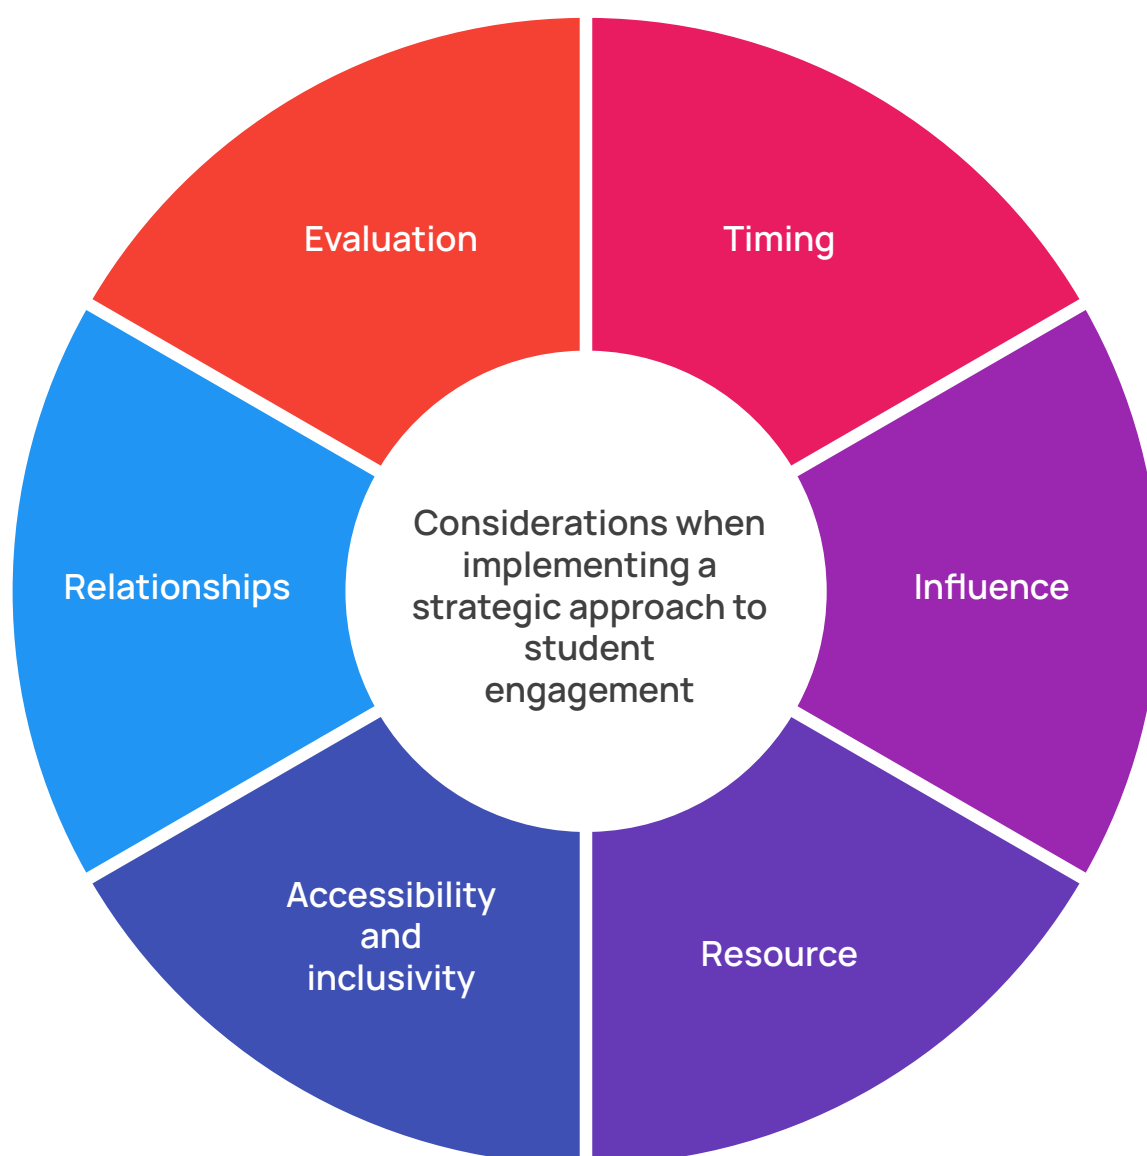 Evaluation
Timing
Considerations when
implementing a
strategic approach to
student
engagement
Relationships
Influence
Accessibility
and
inclusivity
Resource